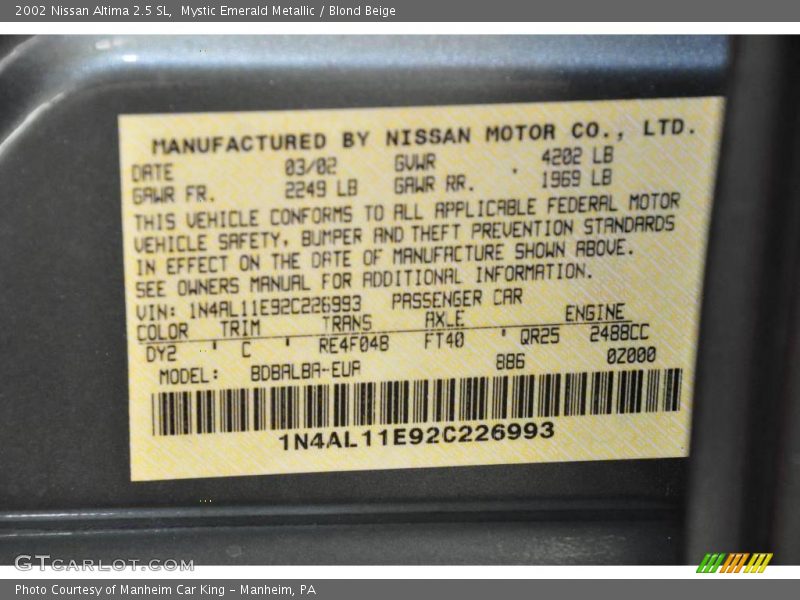 2002 Nissan Altima 2.5 SL, Mystic Emerald Metallic / Blond Beige
MANUFACTURED BY NISSAN MOTOR CO., LTD.
DATE 03/02 GVWR 4202 LB
GAWR FR. 2249 LB GAWR RR. 1969 LB
THIS VEHICLE CONFORMS TO ALL APPLICABLE FEDERAL MOTOR
VEHICLE SAFETY, BUMPER AND THEFT PREVENTION STANDARDS
IN EFFECT ON THE DATE OF MANUFACTURE SHOWN ABOVE.
SEE OWNERS MANUAL FOR ADDITIONAL INFORMATION.
VIN: 1N4AL11E92C226993 PASSENGER CAR
COLOR TRIM TRANS AXLE ENGINE
DY2 ' C ' RE4F04B FT40 ' QR25 2488CC
MODEL: BDBALBA-EUA 886 0Z000
1N4AL11E92C226993
GTCARLOT.COM
Photo Courtesy of Manheim Car King - Manheim, PA